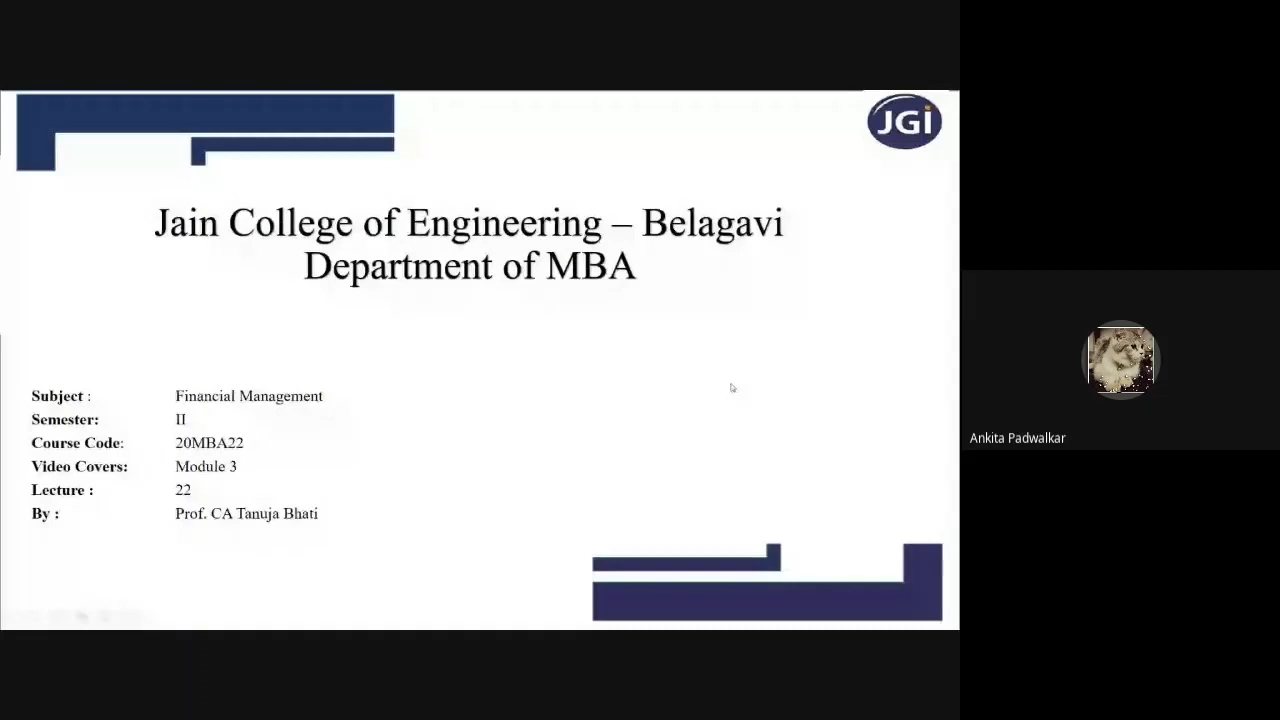 JGi
Jain College of Engineering – Belagavi
Department of MBA
Subject : Financial Management
Semester: II
Course Code: 20MBA22
Video Covers: Module 3
Lecture : 22
By : Prof. CA Tanuja Bhati
Ankita Padwalkar